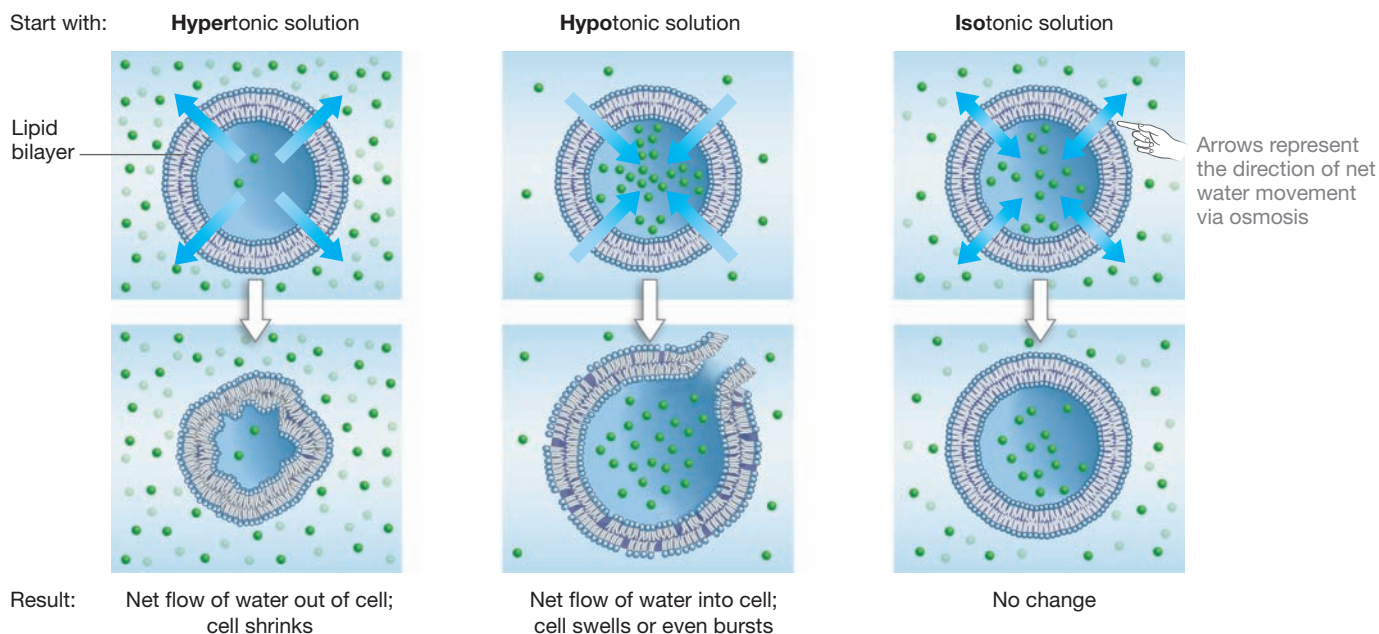 Start with:
Hypertonic solution
Hypotonic solution
Isotonic solution
Lipid
bilayer
Arrows represent
the direction of net
water movement
via osmosis
Result:
Net flow of water out of cell;
cell shrinks
Net flow of water into cell;
cell swells or even bursts
No change